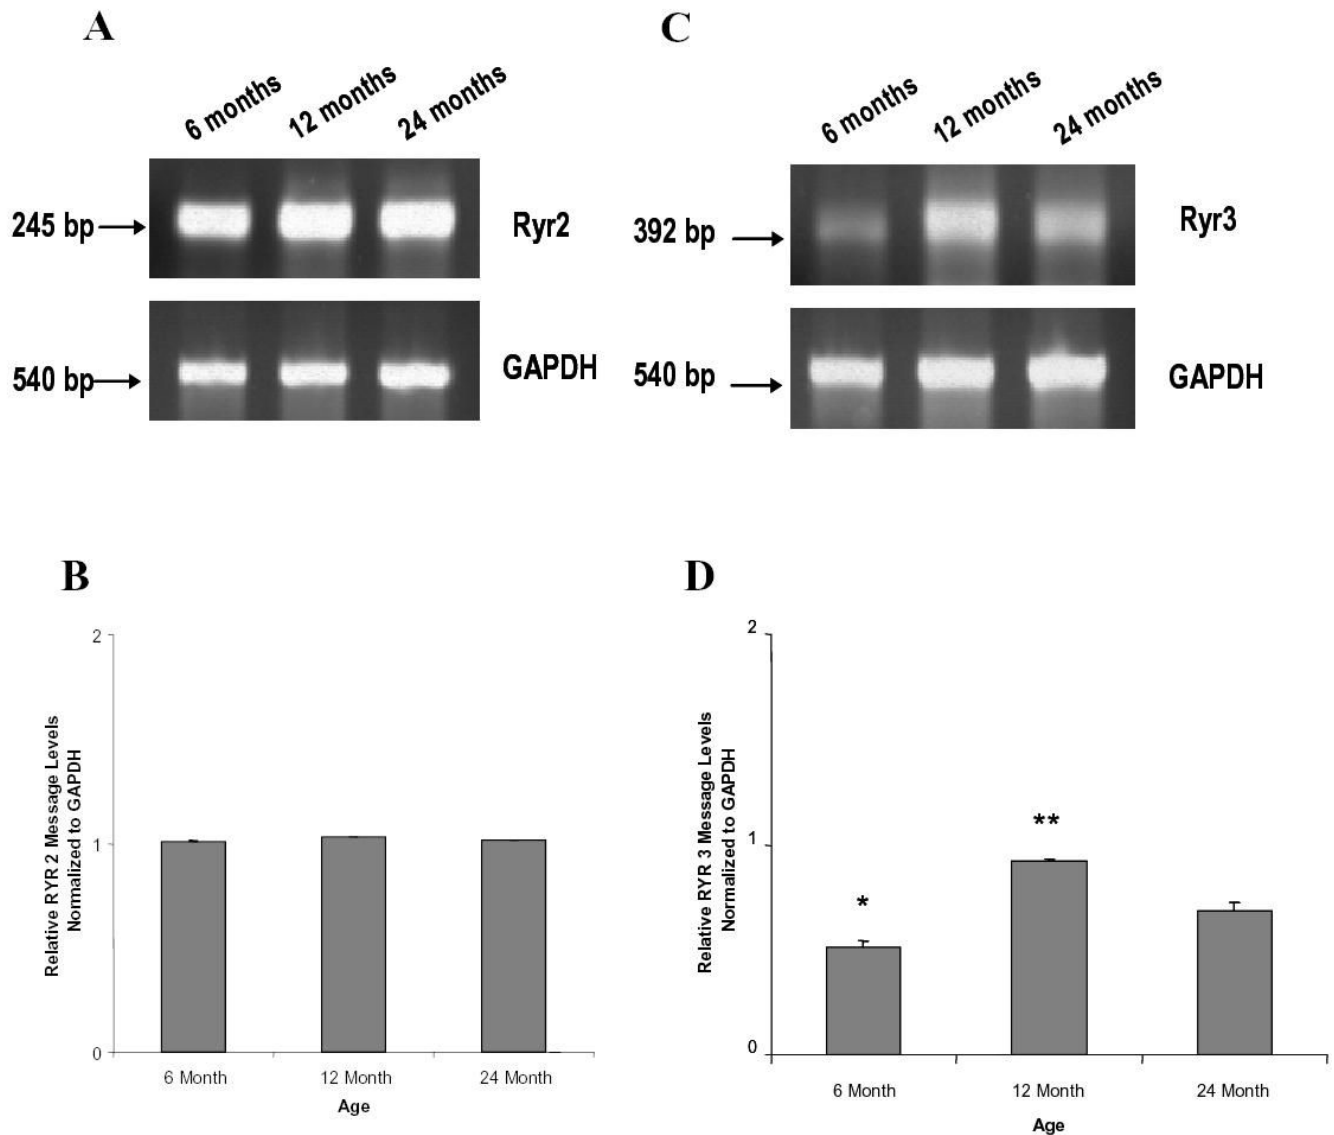 A
6 months
12 months
24 months
245 bp
Ryr2
540 bp
GAPDH
C
6 months
12 months
24 months
392 bp
Ryr3
540 bp
GAPDH
B
Relative RYR 2 Message Levels
Normalized to GAPDH
2
1
0
6 Month
12 Month
24 Month
Age
D
Relative RYR 3 Message Levels
Normalized to GAPDH
2
1
0
*
**
6 Month
12 Month
24 Month
Age